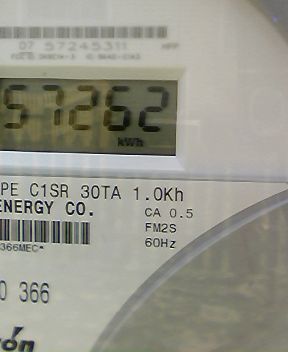 07 57245311
57262
kWh
PE C1SR 30TA 1.0Kh
ENERGY CO.
CA 0.5
FM2S
366MEC*
60Hz
0 366
rón